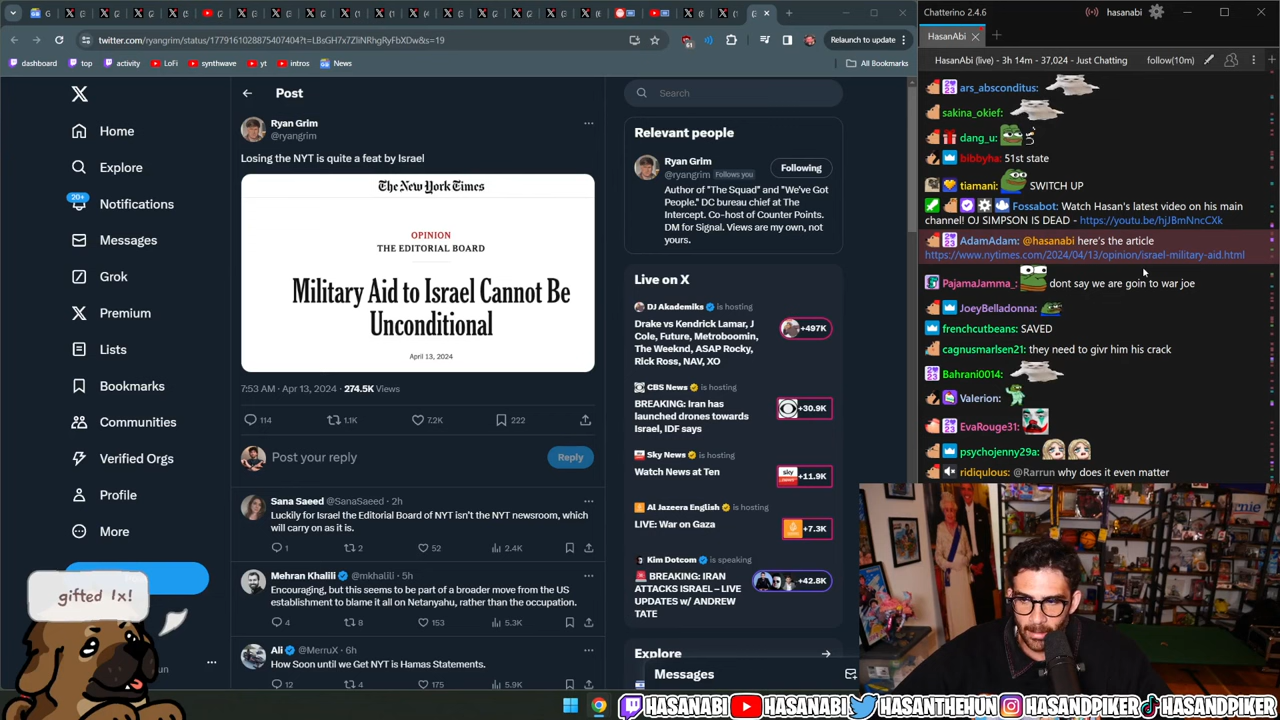 twitter.com/ryangrim/status/1779161028875407404?t=LBsGH7x7ZliNRhgRyFbXDw&s=19
Relaunch to update
dashboard
top
activity
LoFi
synthwave
yt
intros
News
All Bookmarks
Home
Explore
20+
Notifications
Messages
Grok
Premium
Lists
Bookmarks
Communities
Verified Orgs
Profile
More
gifted 1x!
Post
Ryan Grim
@ryangrim
Losing the NYT is quite a feat by Israel
The New York Times
OPINION
THE EDITORIAL BOARD
Military Aid to Israel Cannot Be
Unconditional
April 13, 2024
7:53 AM · Apr 13, 2024 · 274.5K Views
114
1.1K
7.2K
222
Post your reply
Reply
Sana Saeed @SanaSaeed · 2h
Luckily for Israel the Editorial Board of NYT isn't the NYT newsroom, which
will carry on as it is.
1
2
52
2.4K
Mehran Khalili @mkhalili · 5h
Encouraging, but this seems to be part of a broader move from the US
establishment to blame it all on Netanyahu, rather than the occupation.
4
8
153
5.3K
Ali @MerruX · 6h
How Soon until we Get NYT is Hamas Statements.
12
4
175
5.9K
Search
Relevant people
Ryan Grim
@ryangrim Follows you
Following
Author of "The Squad" and "We've Got
People." DC bureau chief at The
Intercept. Co-host of Counter Points.
DM for Signal. Views are my own, not
yours.
Live on X
DJ Akademiks is hosting
Drake vs Kendrick Lamar, J
Cole, Future, Metroboomin,
The Weeknd, ASAP Rocky,
Rick Ross, NAV, XO
+497K
CBS News is hosting
BREAKING: Iran has
launched drones towards
Israel, IDF says
+30.9K
Sky News is hosting
Watch News at Ten
+11.9K
Al Jazeera English is hosting
LIVE: War on Gaza
+7.3K
Kim Dotcom is speaking
BREAKING: IRAN
ATTACKS ISRAEL – LIVE
UPDATES w/ ANDREW
TATE
+42.8K
Explore
Messages
Chatterino 2.4.6
hasanabi
HasanAbi
HasanAbi (live) - 3h 14m - 37,024 - Just Chatting
follow(10m)
ars_absconditus:
sakina_okief:
dang_u:
bibbyha: 51st state
tiamani: SWITCH UP
Fossabot: Watch Hasan's latest video on his main
channel! OJ SIMPSON IS DEAD - https://youtu.be/hjJBmNncCXk
AdamAdam: @hasanabi here's the article
https://www.nytimes.com/2024/04/13/opinion/israel-military-aid.html
PajamaJamma_: dont say we are goin to war joe
JoeyBelladonna:
frenchcutbeans: SAVED
cagnusmarlsen21: they need to givr him his crack
Bahrani0014:
Valerion:
EvaRouge31:
psychojenny29a:
ridiqulous: @Rarrun why does it even matter
HASANABI
HASANABI
HASANTHEHUN
HASANDPIKER
HASANDPIKER